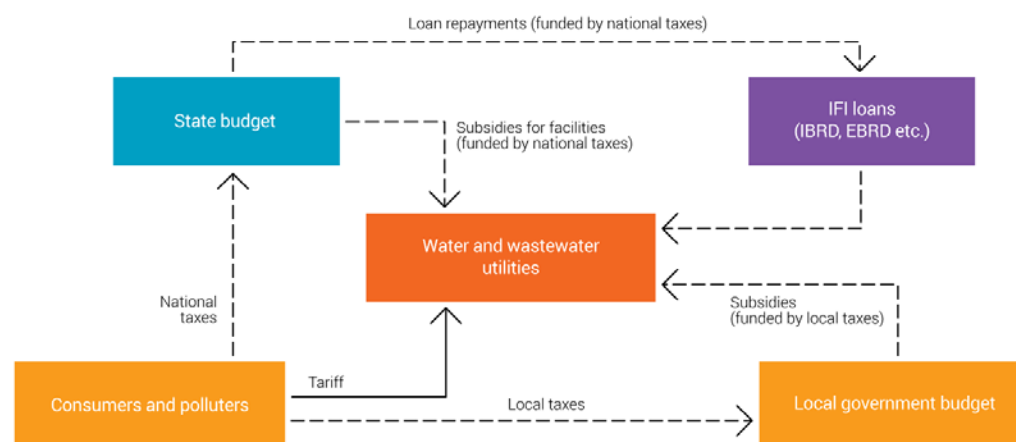 Loan repayments (funded by national taxes)
State budget
IFI loans
(IBRD, EBRD etc.)
Subsidies for facilities
(funded by national taxes)
Water and wastewater
utilities
National
taxes
Subsidies
(funded by local taxes)
Tariff
Consumers and polluters
Local taxes
Local government budget